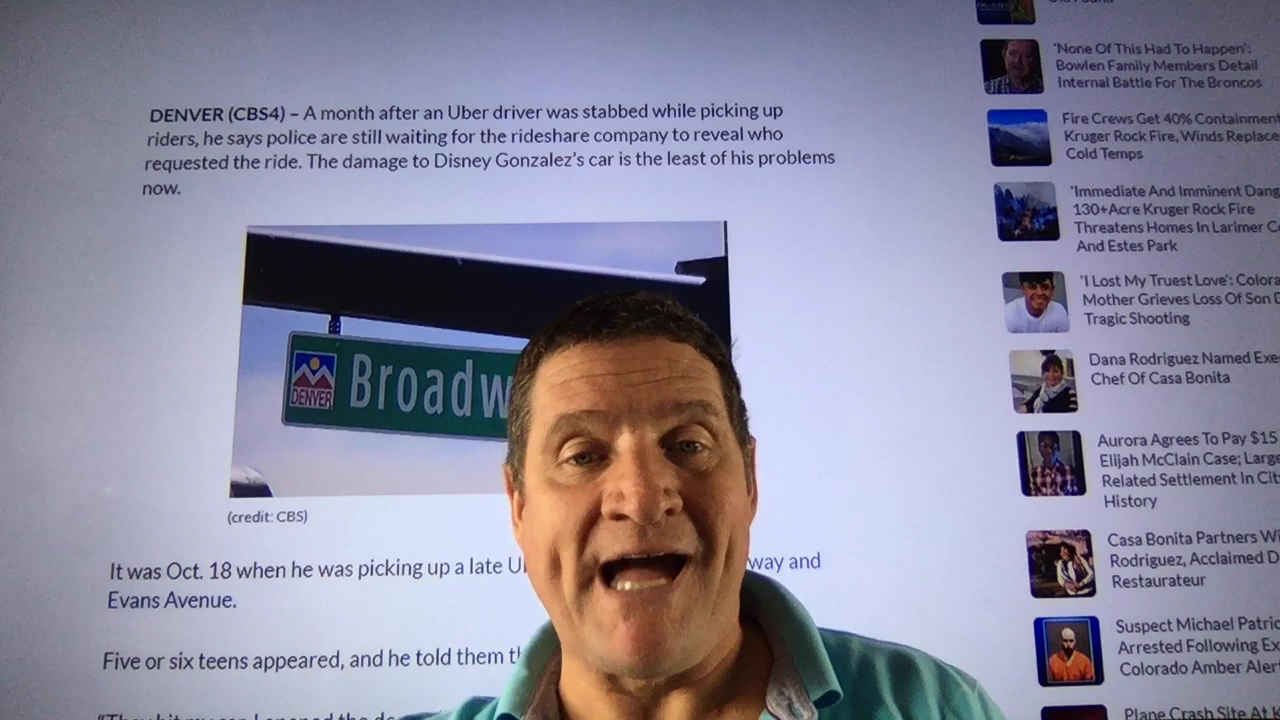 DENVER (CBS4) – A month after an Uber driver was stabbed while picking up
riders, he says police are still waiting for the rideshare company to reveal who
requested the ride. The damage to Disney Gonzalez's car is the least of his problems
now.
DENVER
Broadw
(credit: CBS)
It was Oct. 18 when he was picking up a late U way and
Evans Avenue.
Five or six teens appeared, and he told them th
'None Of This Had To Happen':
Bowlen Family Members Detail
Internal Battle For The Broncos
Fire Crews Get 40% Containment
Kruger Rock Fire, Winds Replace
Cold Temps
'Immediate And Imminent Dang
130+Acre Kruger Rock Fire
Threatens Homes In Larimer Co
And Estes Park
'I Lost My Truest Love': Colora
Mother Grieves Loss Of Son D
Tragic Shooting
Dana Rodriguez Named Exe
Chef Of Casa Bonita
Aurora Agrees To Pay $15
Elijah McClain Case; Large
Related Settlement In Cit
History
Casa Bonita Partners Wi
Rodriguez, Acclaimed D
Restaurateur
Suspect Michael Patric
Arrested Following Ex
Colorado Amber Aler
Plane Crash Site At K